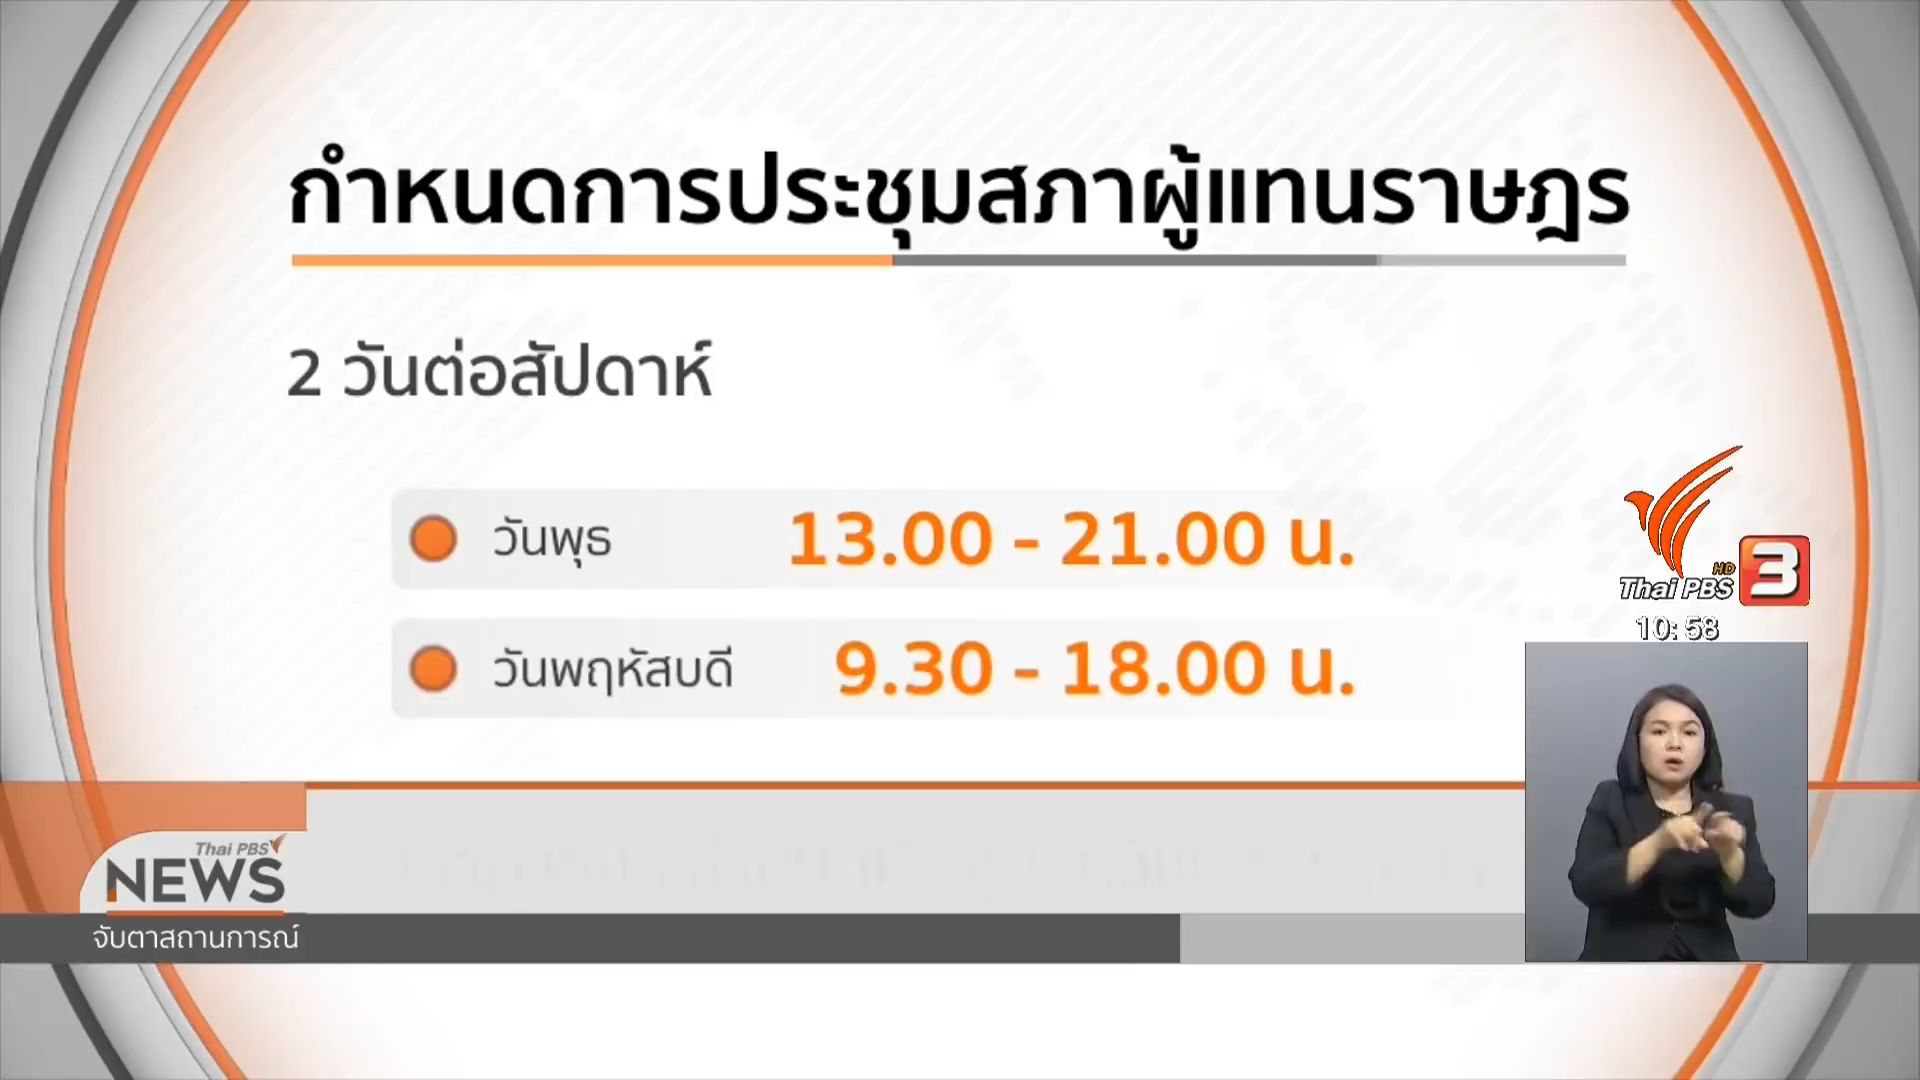 กำหนดการประชุมสภาผู้แทนราษฎร
2 วันต่อสัปดาห์
วันพุธ 13.00 - 21.00 น.
วันพฤหัสบดี 9.30 - 18.00 น.
HD
Thai PBS 3
10:58
Thai PBS
NEWS
จับตาสถานการณ์